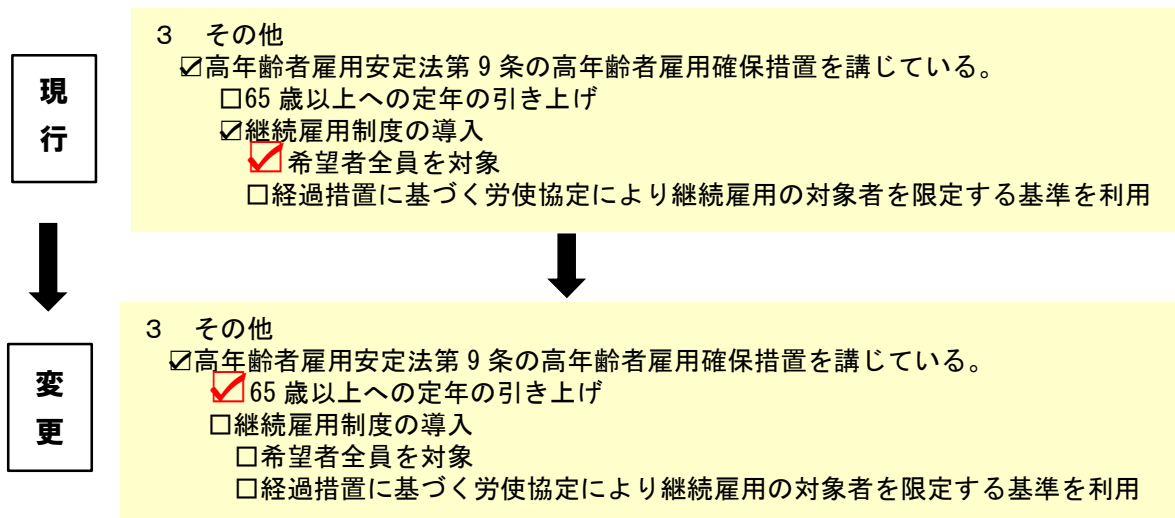 現行
３　その他
☑高年齢者雇用安定法第９条の高年齢者雇用確保措置を講じている。
□65 歳以上への定年の引き上げ
☑継続雇用制度の導入
☑希望者全員を対象
□経過措置に基づく労使協定により継続雇用の対象者を限定する基準を利用
変更
３　その他
☑高年齢者雇用安定法第９条の高年齢者雇用確保措置を講じている。
☑65 歳以上への定年の引き上げ
□継続雇用制度の導入
□希望者全員を対象
□経過措置に基づく労使協定により継続雇用の対象者を限定する基準を利用